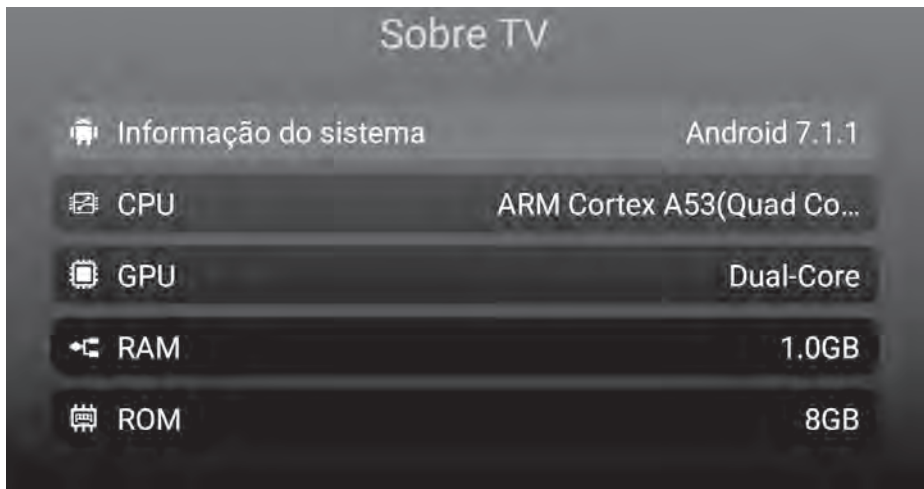 Sobre TV
Informação do sistema Android 7.1.1
CPU ARM Cortex A53(Quad Co...
GPU Dual-Core
RAM 1.0GB
ROM 8GB